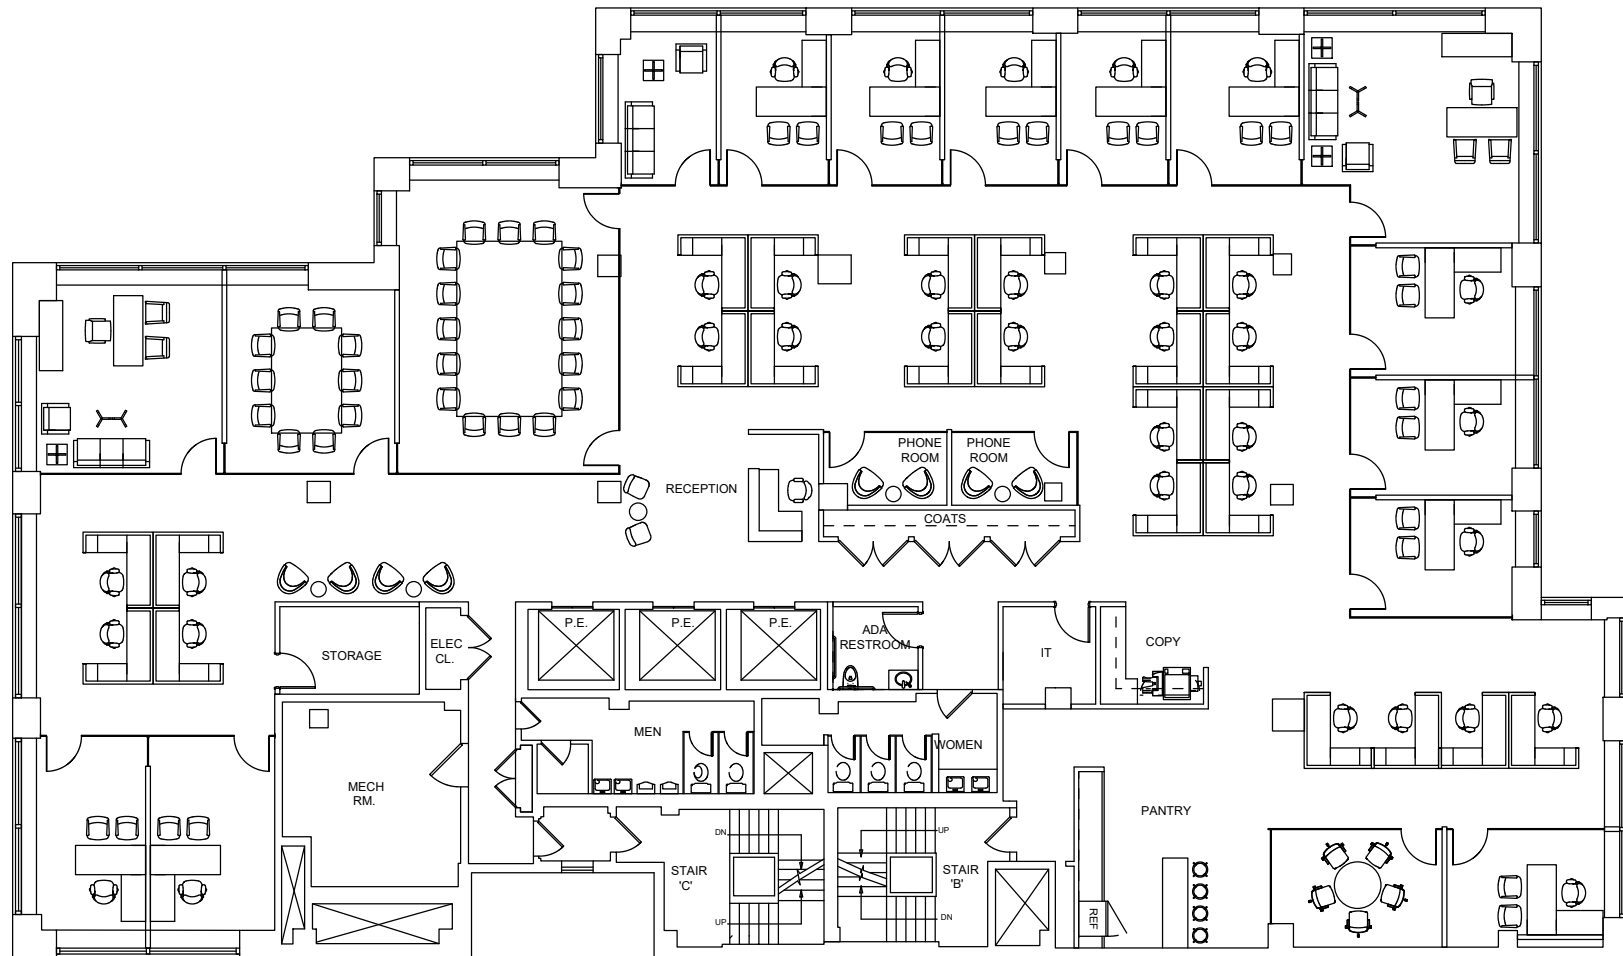 PHONE
ROOM
PHONE
ROOM
RECEPTION
COATS
P.E.
P.E.
P.E.
ADA
RESTROOM
ELEC
CL.
STORAGE
IT
COPY
MEN
WOMEN
MECH
RM.
PANTRY
DN
UP
STAIR
'C'
STAIR
'B'
UP
DN
REF